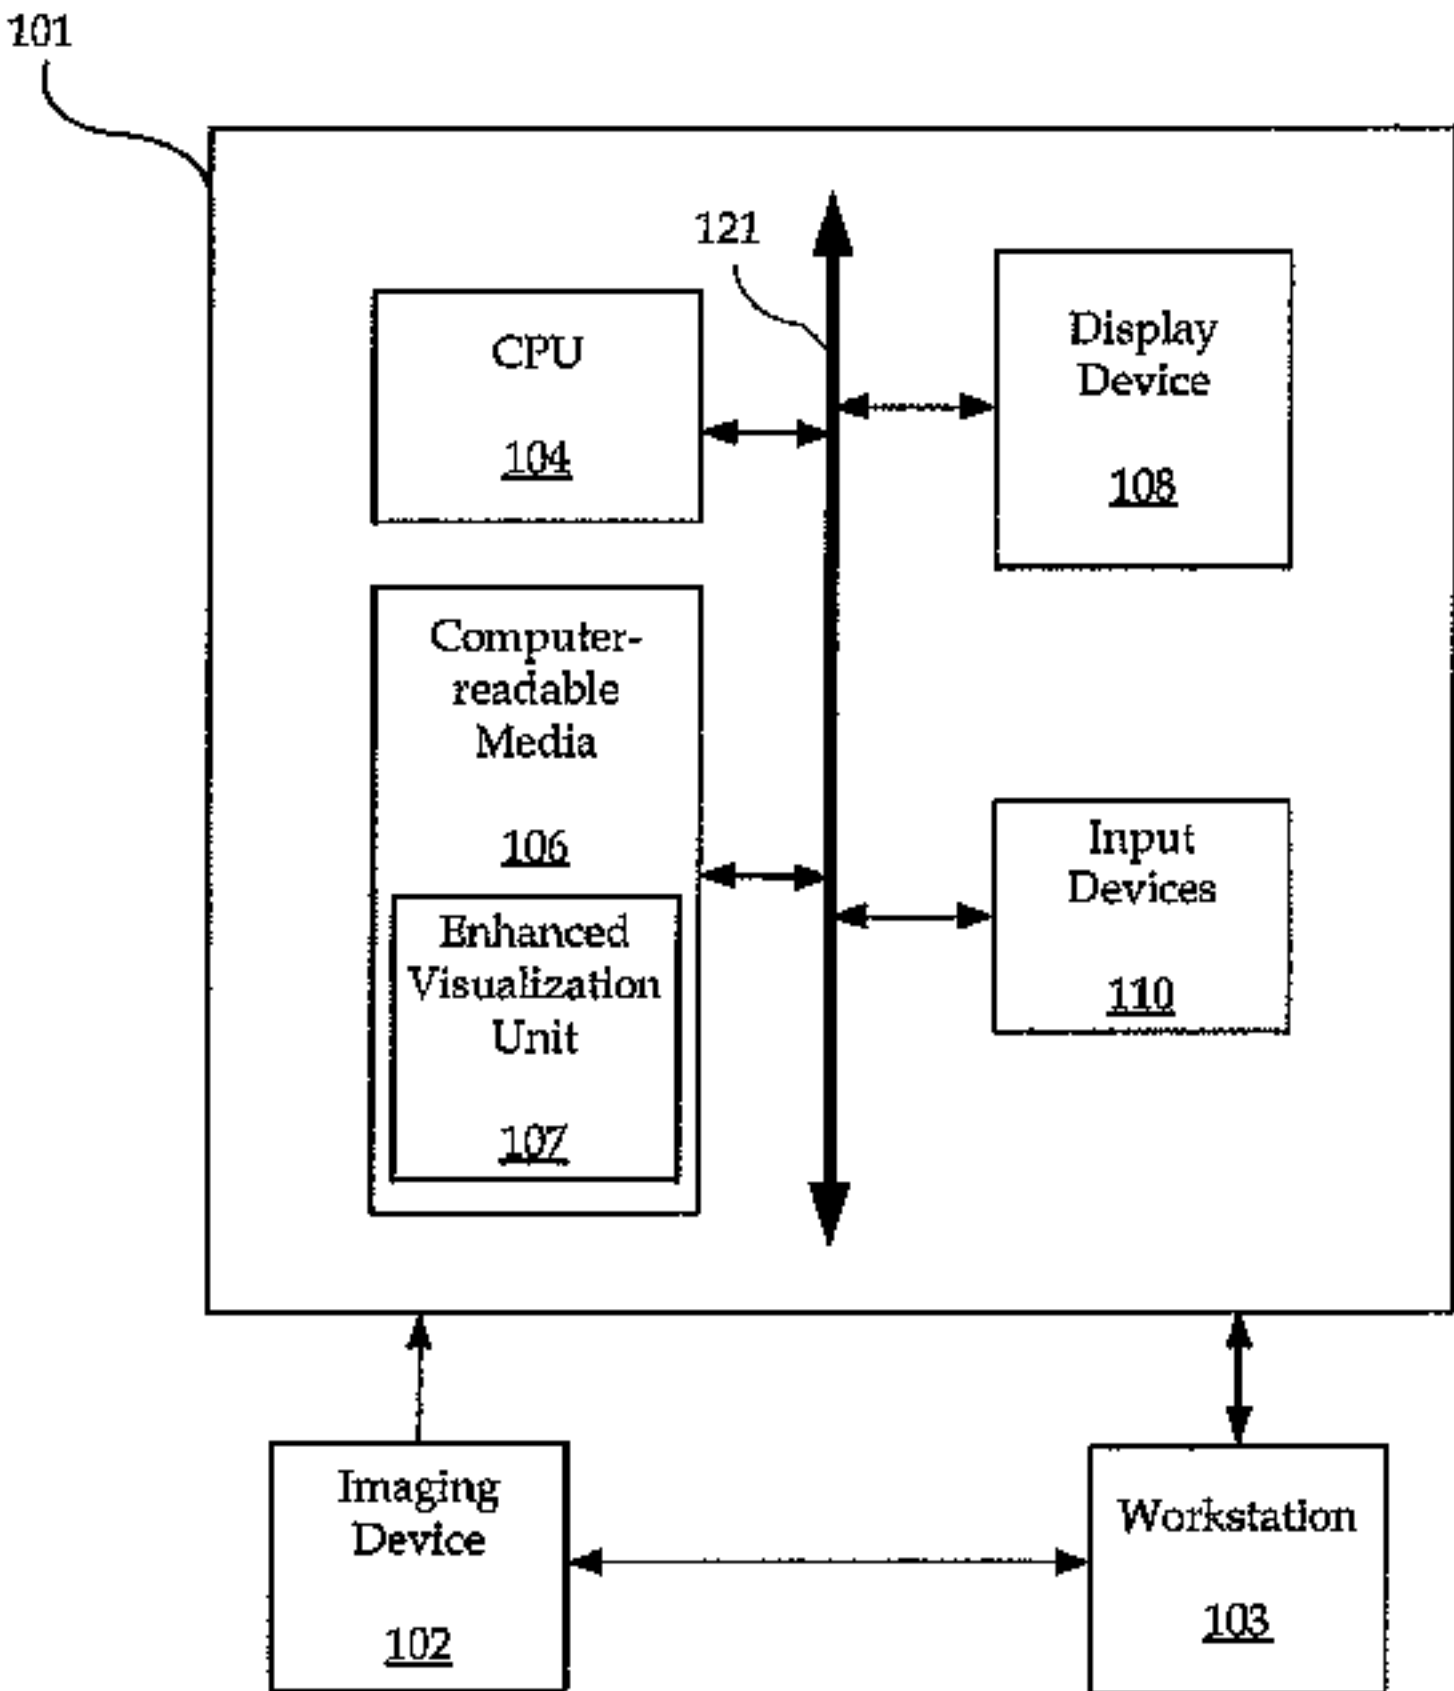 101
121
CPU
104
Display
Device
108
Computer-
readable
Media
106
Enhanced
Visualization
Unit
107
Input
Devices
110
Imaging
Device
102
Workstation
103